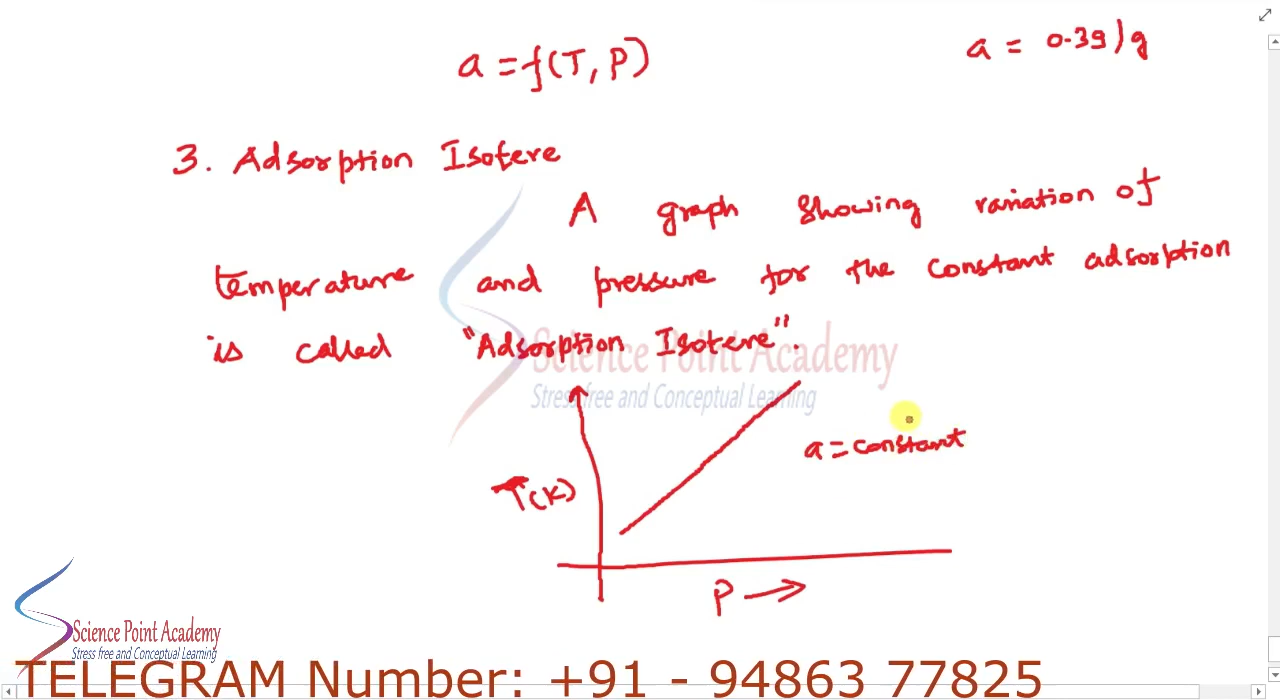 a = f(T, P)
a = 0.39/g
3. Adsorption Isotere
A graph showing variation of
temperature and pressure for the constant adsorption
is called "Adsorption Isotere".
Science Point Academy
Stress free and Conceptual Learning
a = constant
T(K)
P →
Science Point Academy
Stress free and Conceptual Learning
TELEGRAM Number: +91 - 94863 77825